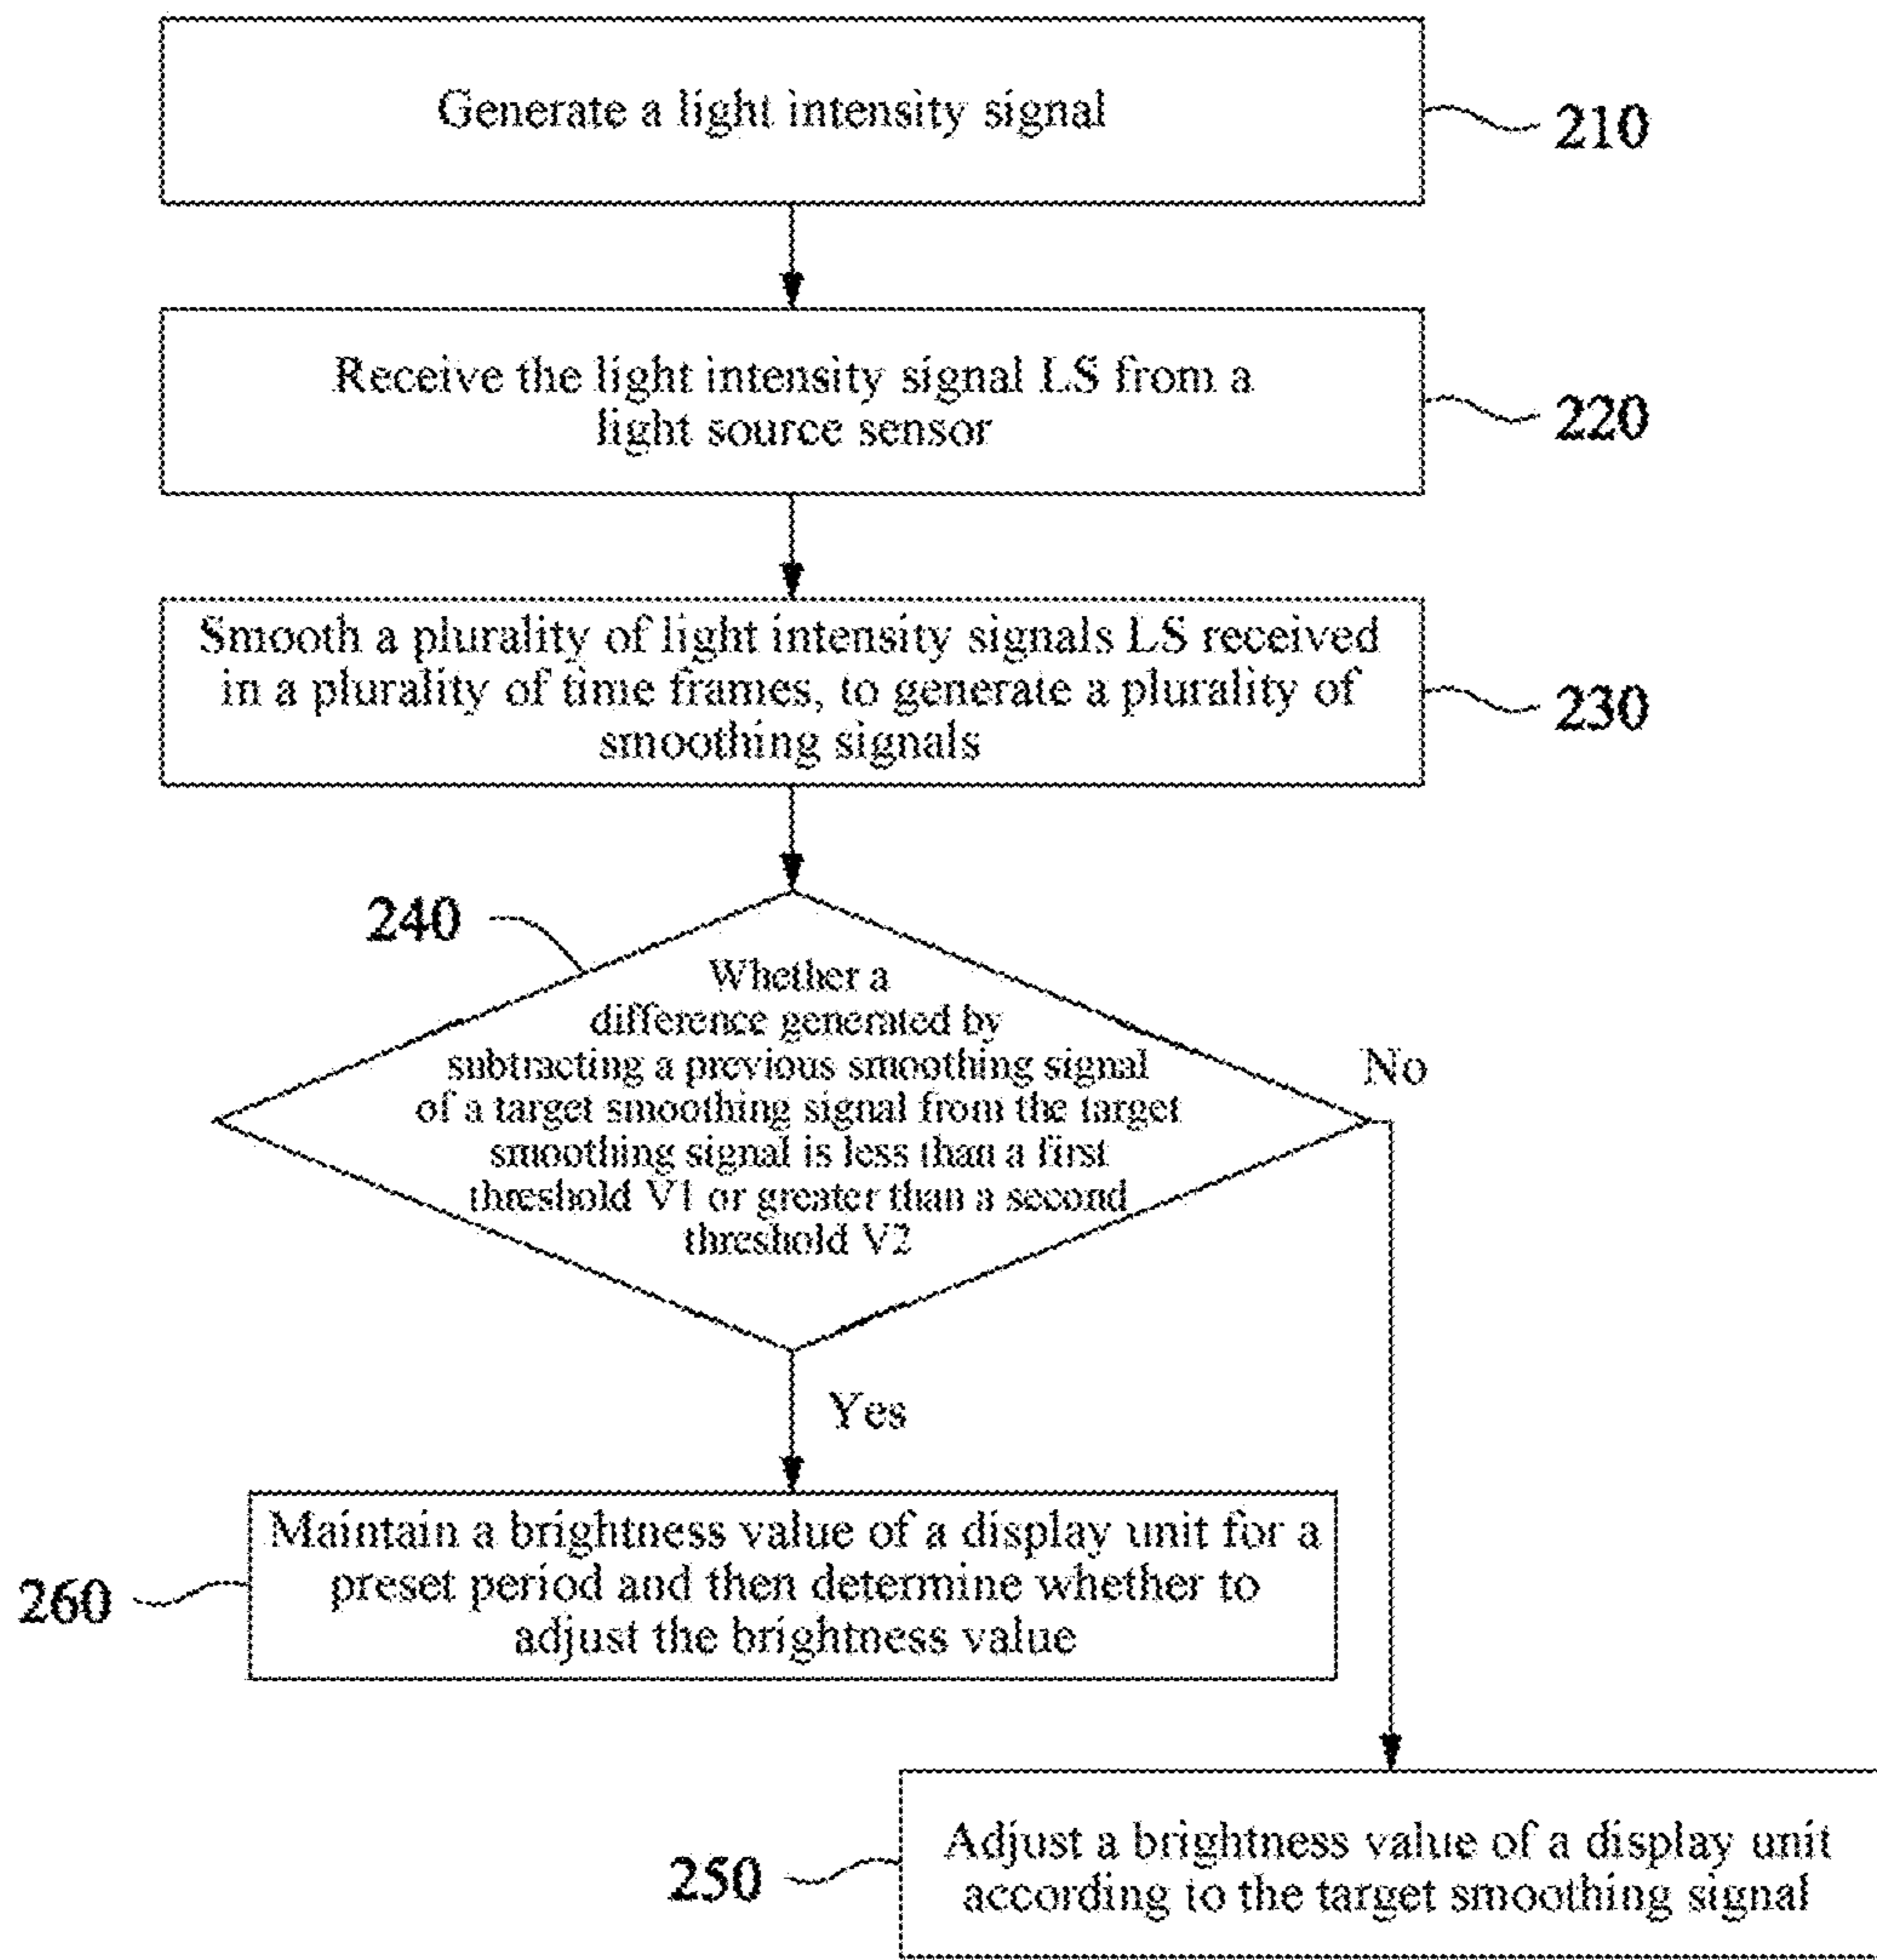 Generate a light intensity signal
210
Receive the light intensity signal LS from a
light source sensor
220
Smooth a plurality of light intensity signals LS received
in a plurality of time frames, to generate a plurality of
smoothing signals
230
240
Whether a
difference generated by
subtracting a previous smoothing signal
of a target smoothing signal from the target
smoothing signal is less than a first
threshold V1 or greater than a second
threshold V2
No
Yes
Maintain a brightness value of a display unit for a
preset period and then determine whether to
adjust the brightness value
260
Adjust a brightness value of a display unit
according to the target smoothing signal
250